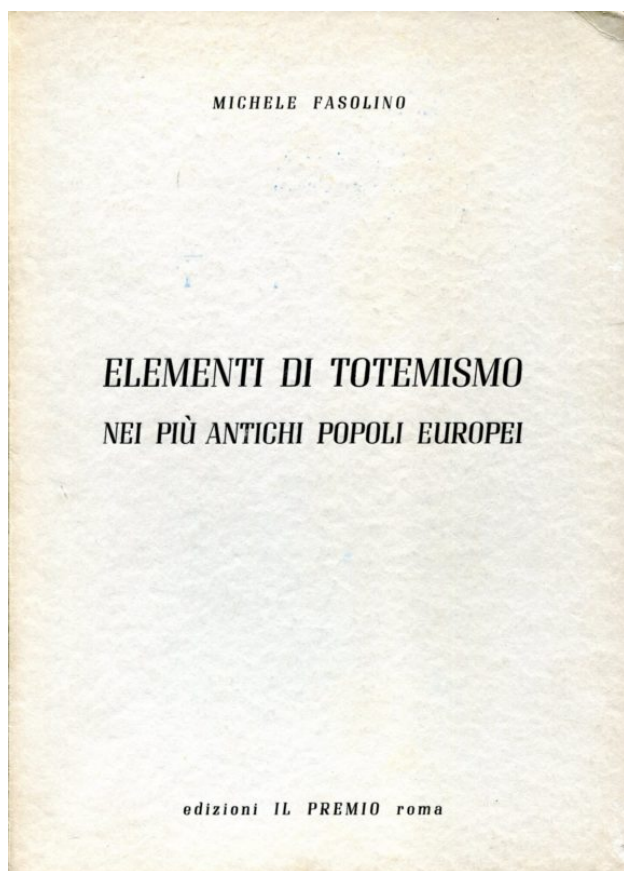 MICHELE FASOLINO
ELEMENTI DI TOTEMISMO
NEI PIÙ ANTICHI POPOLI EUROPEI
edizioni IL PREMIO roma